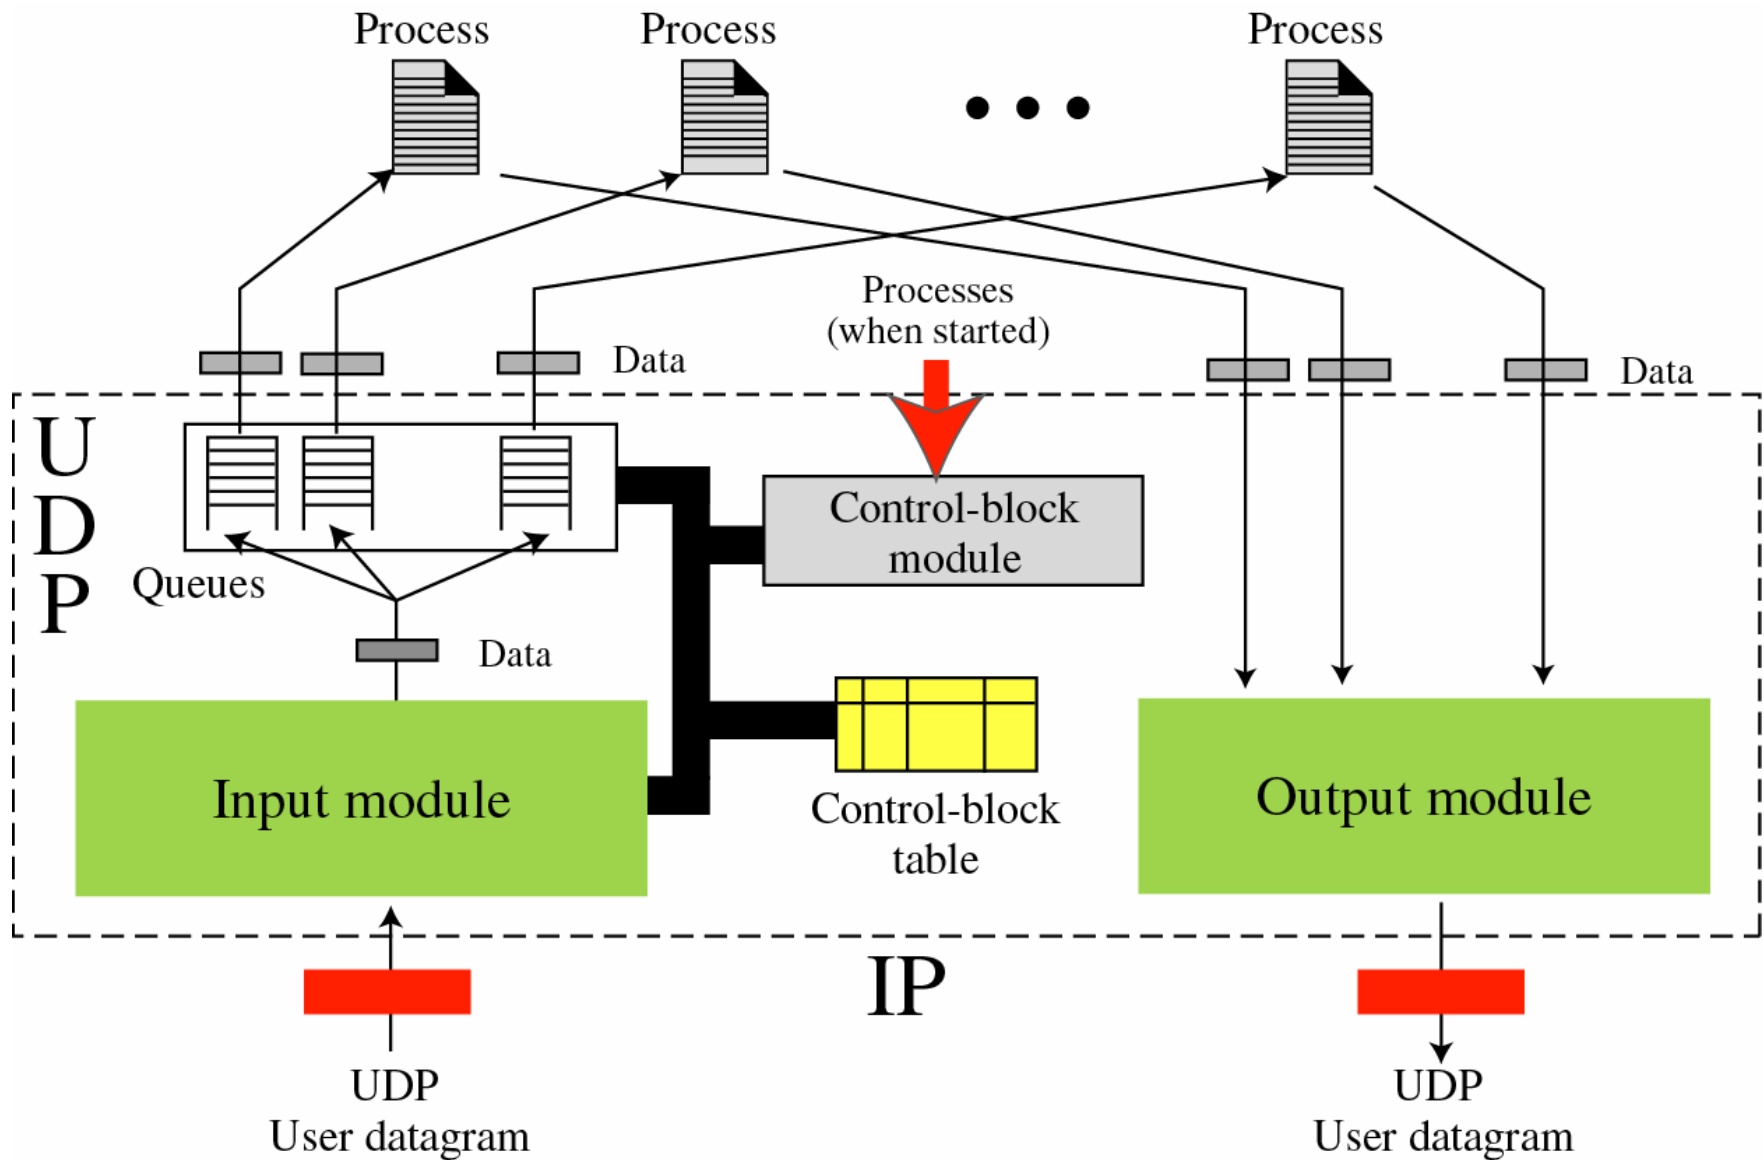 Process
Process
Process
Processes
(when started)
Data
Data
U
D
P
Control-block
module
Queues
Data
Input module
Control-block
table
Output module
IP
UDP
User datagram
UDP
User datagram